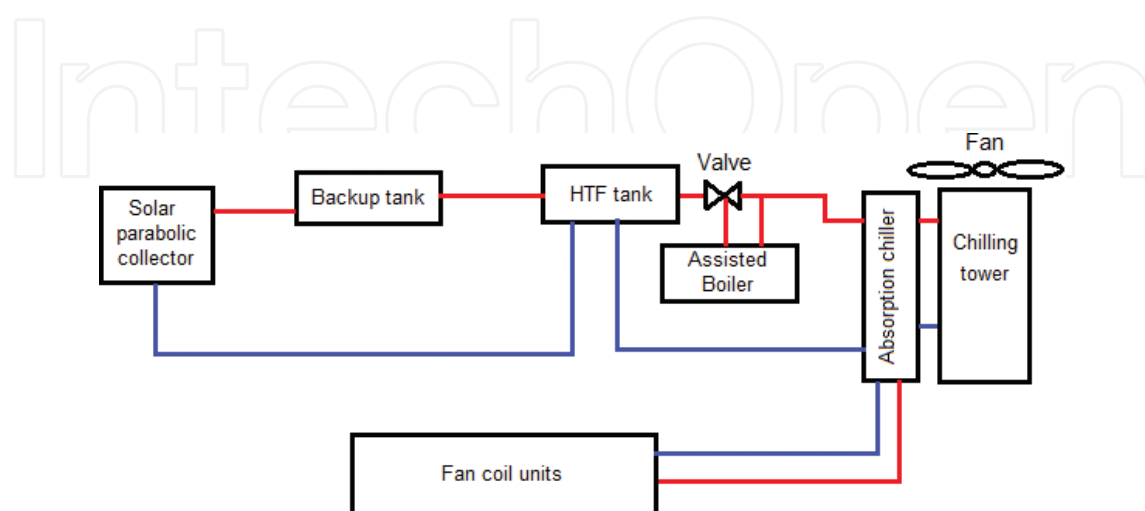 IntechOpen
Fan
Valve
Solar
parabolic
collector
Backup tank
HTF tank
Assisted
Boiler
Absorption chiller
Chilling
tower
Fan coil units